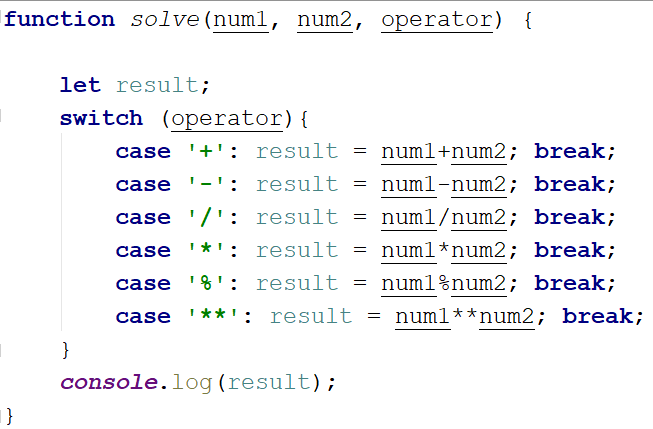 function solve(num1, num2, operator) {
let result;
switch (operator){
case '+': result = num1+num2; break;
case '-': result = num1-num2; break;
case '/': result = num1/num2; break;
case '*': result = num1*num2; break;
case '%': result = num1%num2; break;
case '**': result = num1**num2; break;
}
console.log(result);
}